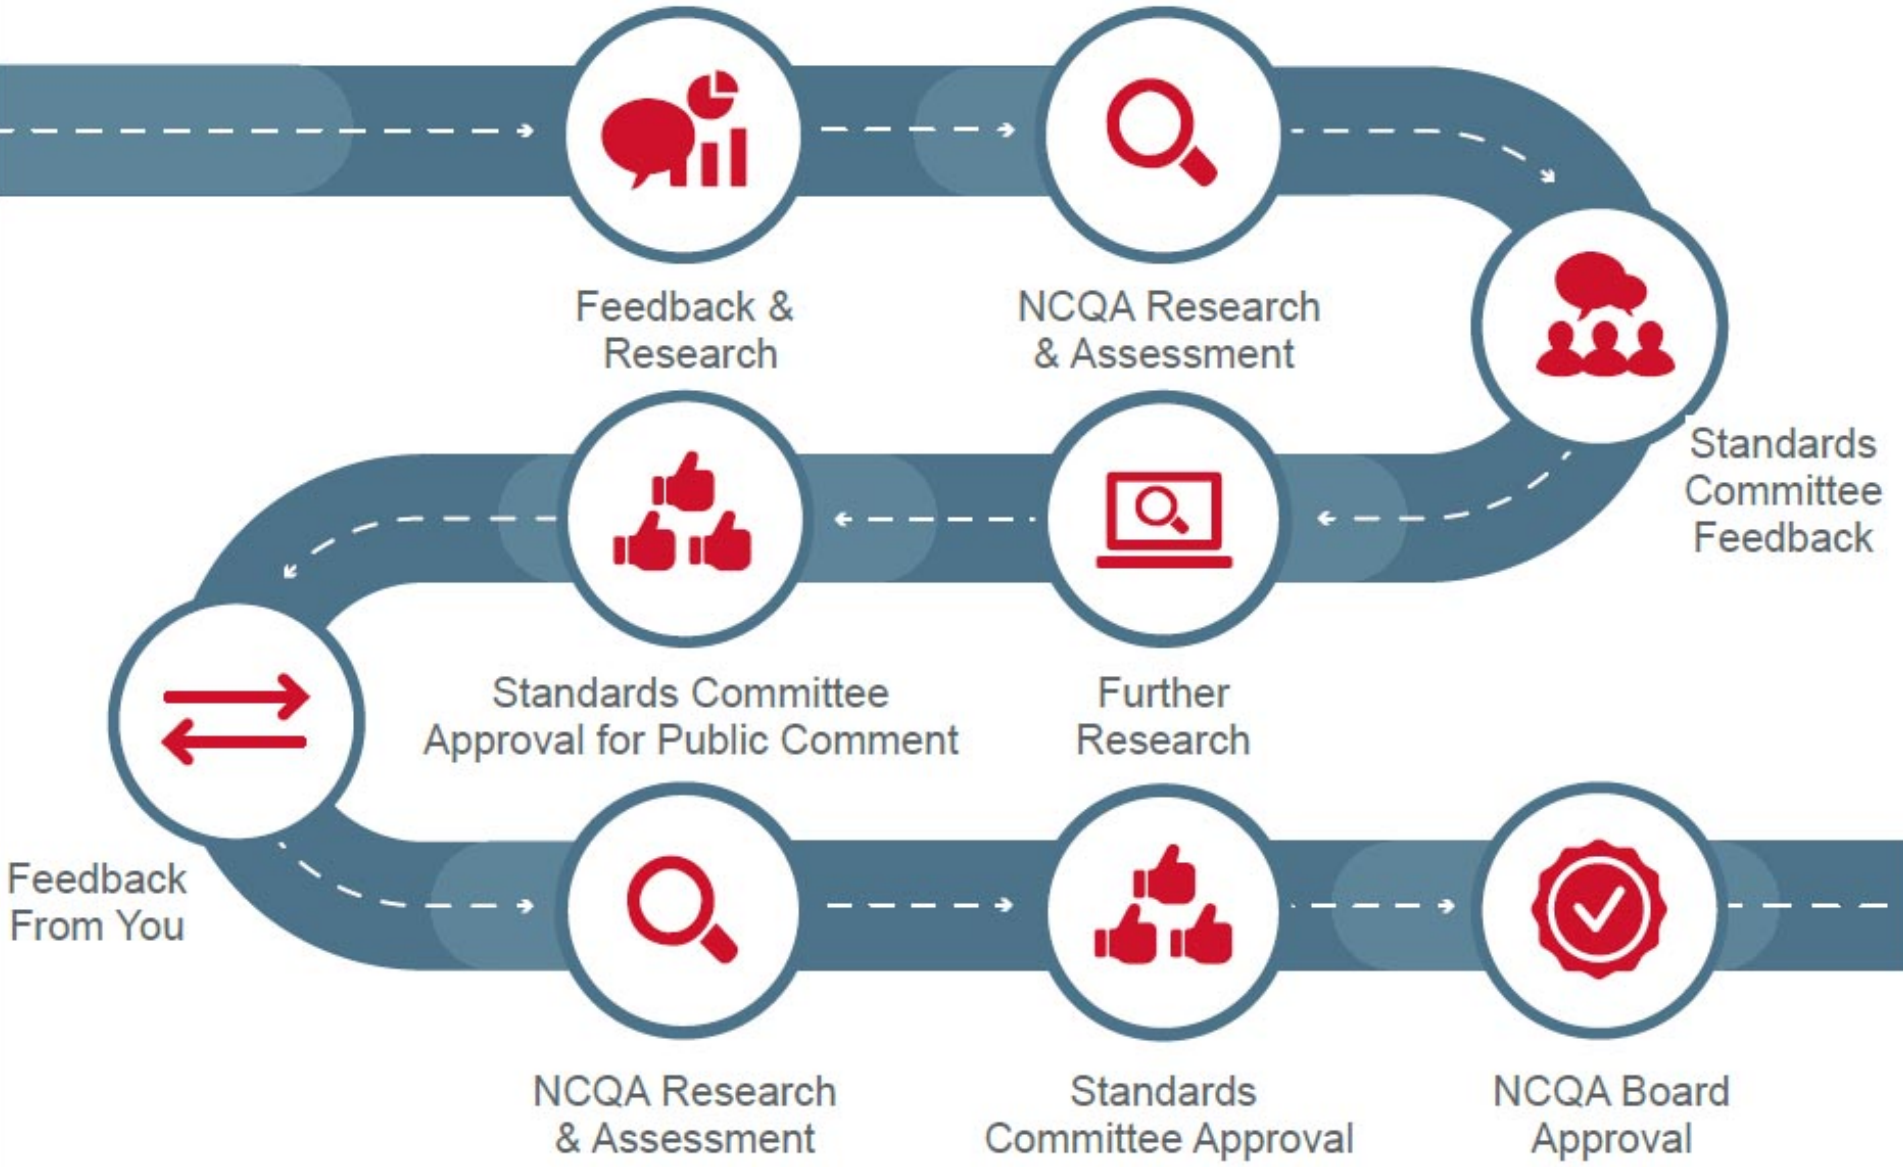 Feedback &
Research
NCQA Research
& Assessment
Standards
Committee
Feedback
Further
Research
Standards Committee
Approval for Public Comment
Feedback
From You
NCQA Research
& Assessment
Standards
Committee Approval
NCQA Board
Approval